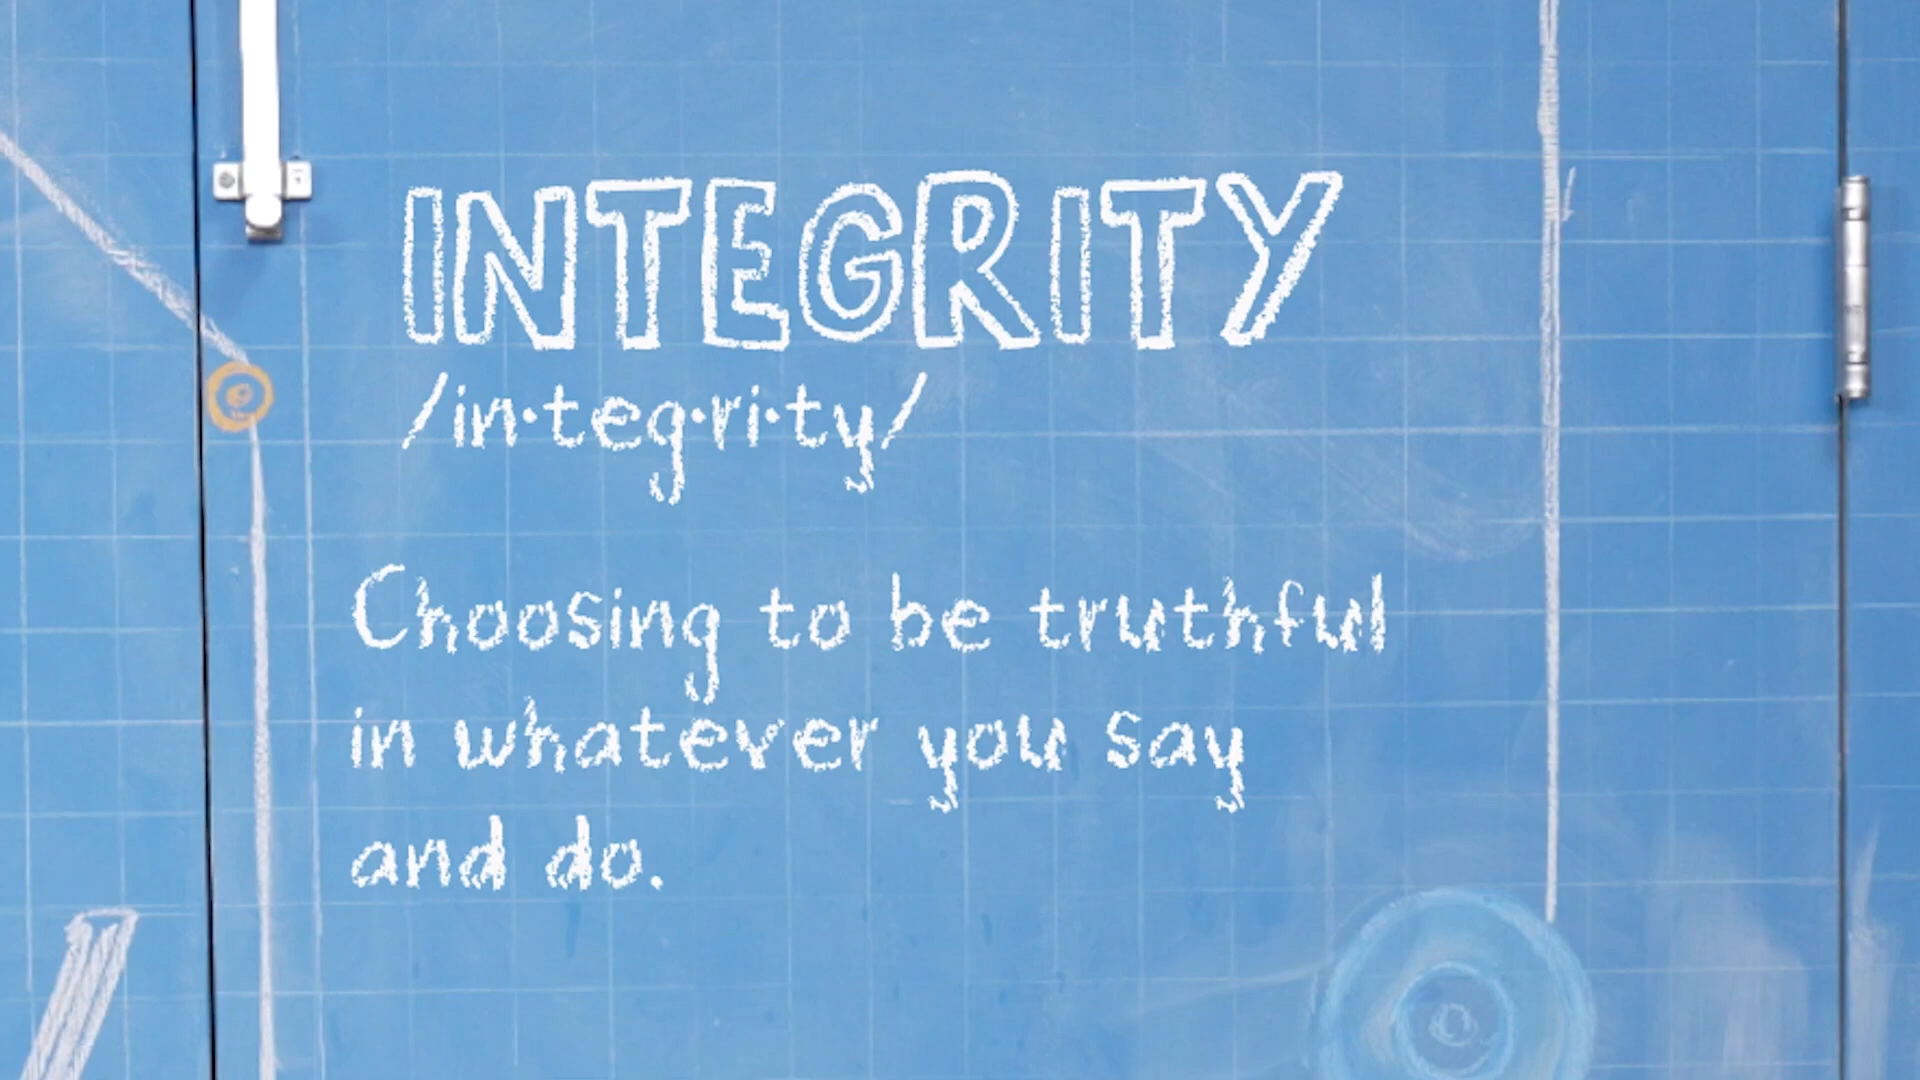 INTEGRITY
/in·teg·ri·ty/
Choosing to be truthful
in whatever you say
and do.